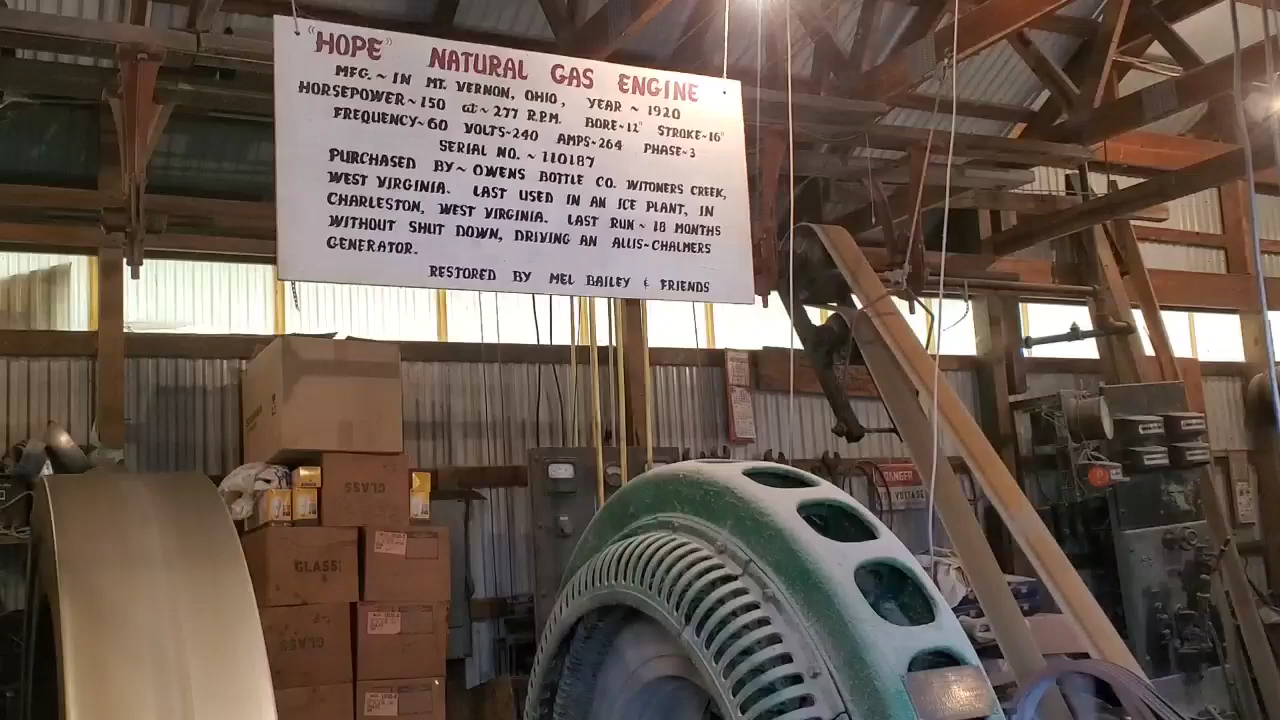 "HOPE" NATURAL GAS ENGINE
MFG.~ IN MT. VERNON, OHIO, YEAR ~ 1920
HORSEPOWER~150 at~277 R.P.M. BORE~12" STROKE~16"
FREQUENCY~60 VOLTS~240 AMPS~264 PHASE~3
SERIAL NO. ~ 110187
PURCHASED BY~ OWENS BOTTLE CO. WITONERS CREEK,
WEST VIRGINIA. LAST USED IN AN ICE PLANT, IN
CHARLESTON, WEST VIRGINIA. LAST RUN~ 18 MONTHS
WITHOUT SHUT DOWN, DRIVING AN ALLIS-CHALMERS
GENERATOR.
RESTORED BY MEL BAILEY & FRIENDS
GLASS
GLASS
GLASS
DANGER
VOLTAGE